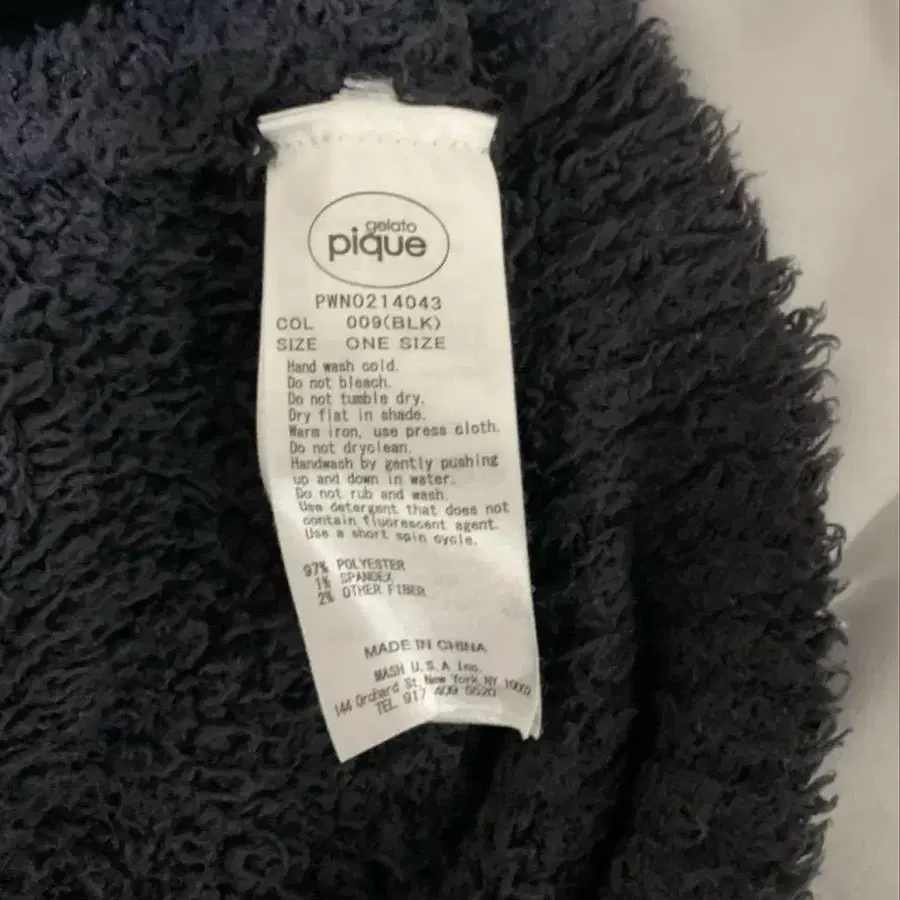 gelato
pique
PWNO214043
COL 009(BLK)
SIZE ONE SIZE
Hand wash cold.
Do not bleach.
Do not tumble dry.
Dry flat in shade.
Warm iron, use press cloth.
Do not dryclean.
Handwash by gently pushing
up and down in water.
Do not rub and wash.
Use detergent that does not
contain fluorescent agent.
Use a short spin cycle.
97% POLYESTER
1% SPANDEX
2% OTHER FIBER
MADE IN CHINA
MASH U.S.A Inc.
144 Orchard St New York, NY
TEL 917 409